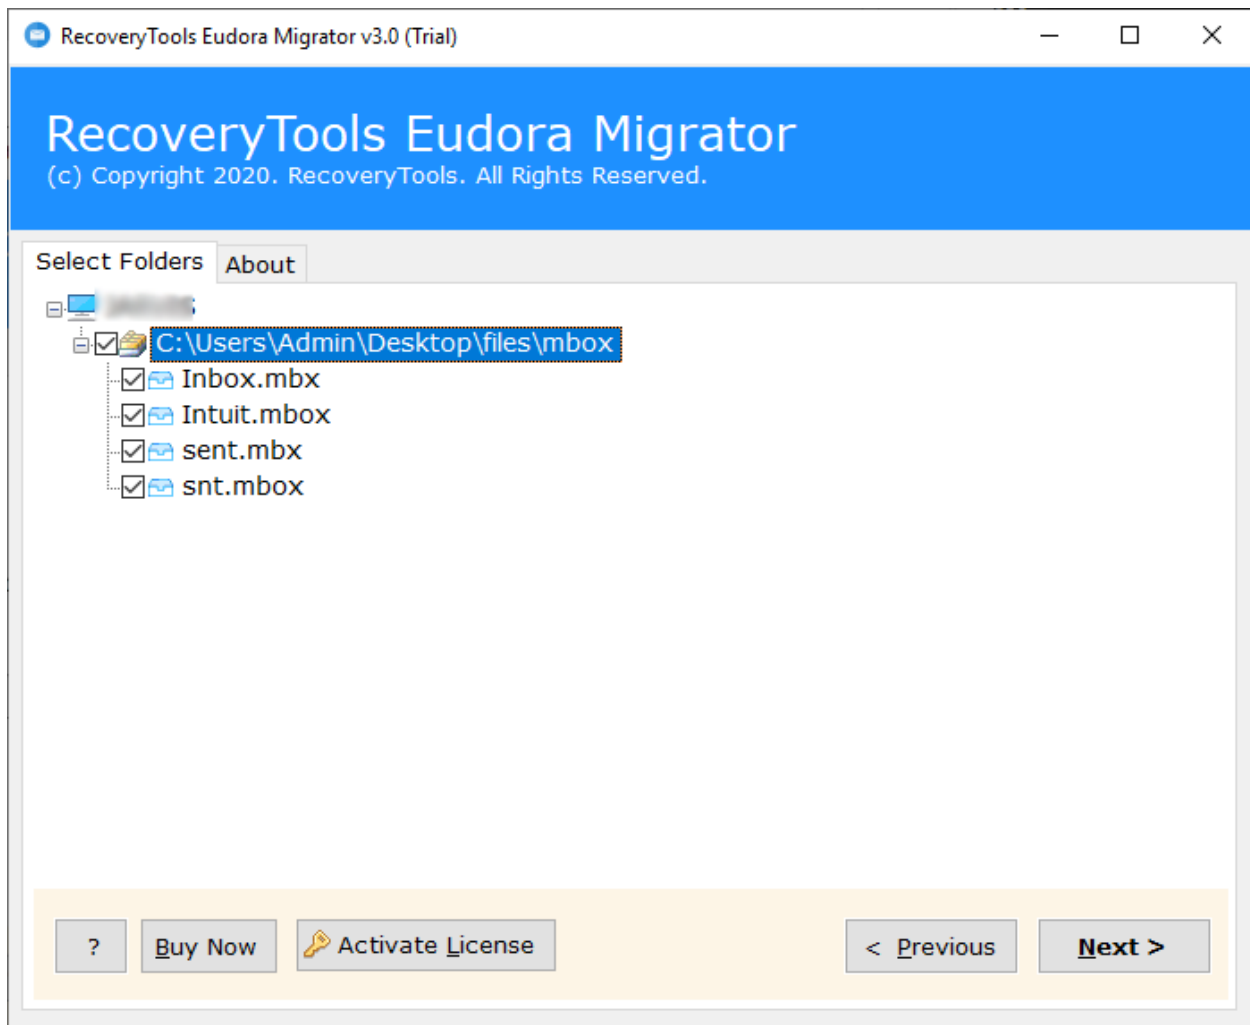 RecoveryTools Eudora Migrator v3.0 (Trial)
RecoveryTools Eudora Migrator
(c) Copyright 2020. RecoveryTools. All Rights Reserved.
Select Folders About
C:\Users\Admin\Desktop\files\mbox
Inbox.mbx
Intuit.mbox
sent.mbx
snt.mbox
? Buy Now Activate License < Previous Next >